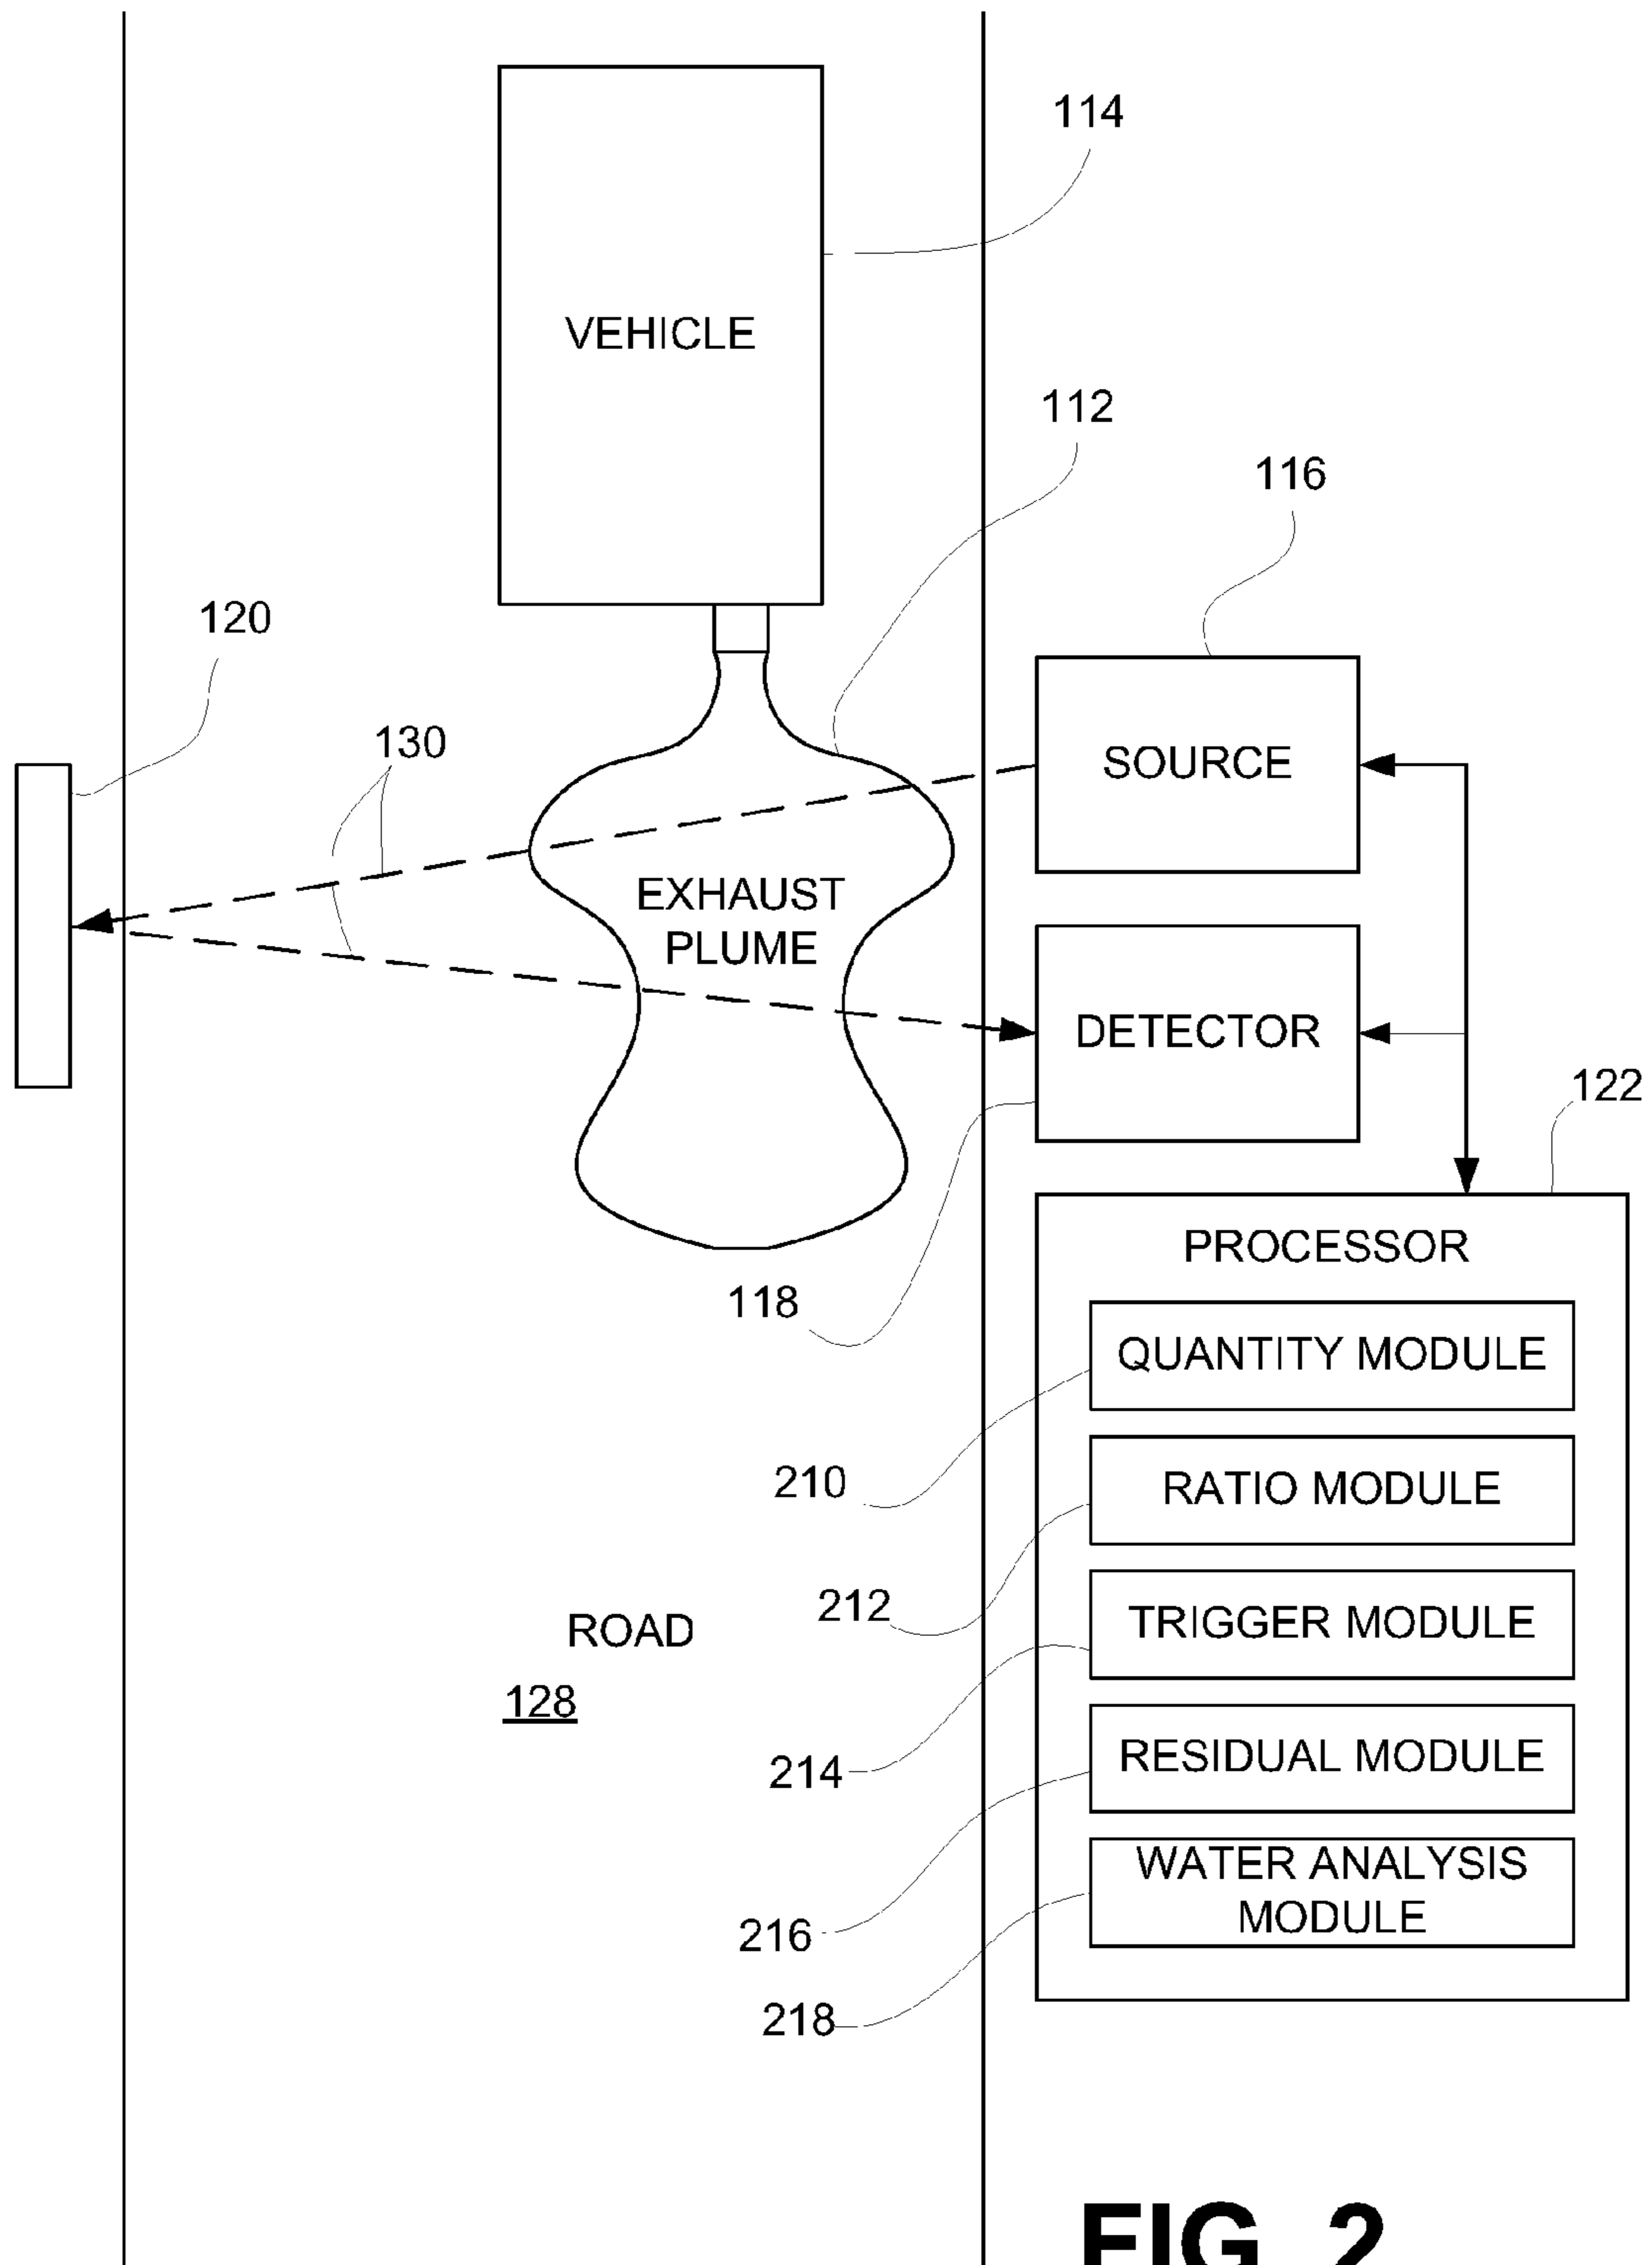 114
VEHICLE
112
116
120
130
SOURCE
EXHAUST
PLUME
DETECTOR
122
PROCESSOR
118
QUANTITY MODULE
210
RATIO MODULE
212
TRIGGER MODULE
ROAD
128
214
RESIDUAL MODULE
216
WATER ANALYSIS
MODULE
218
FIG. 2